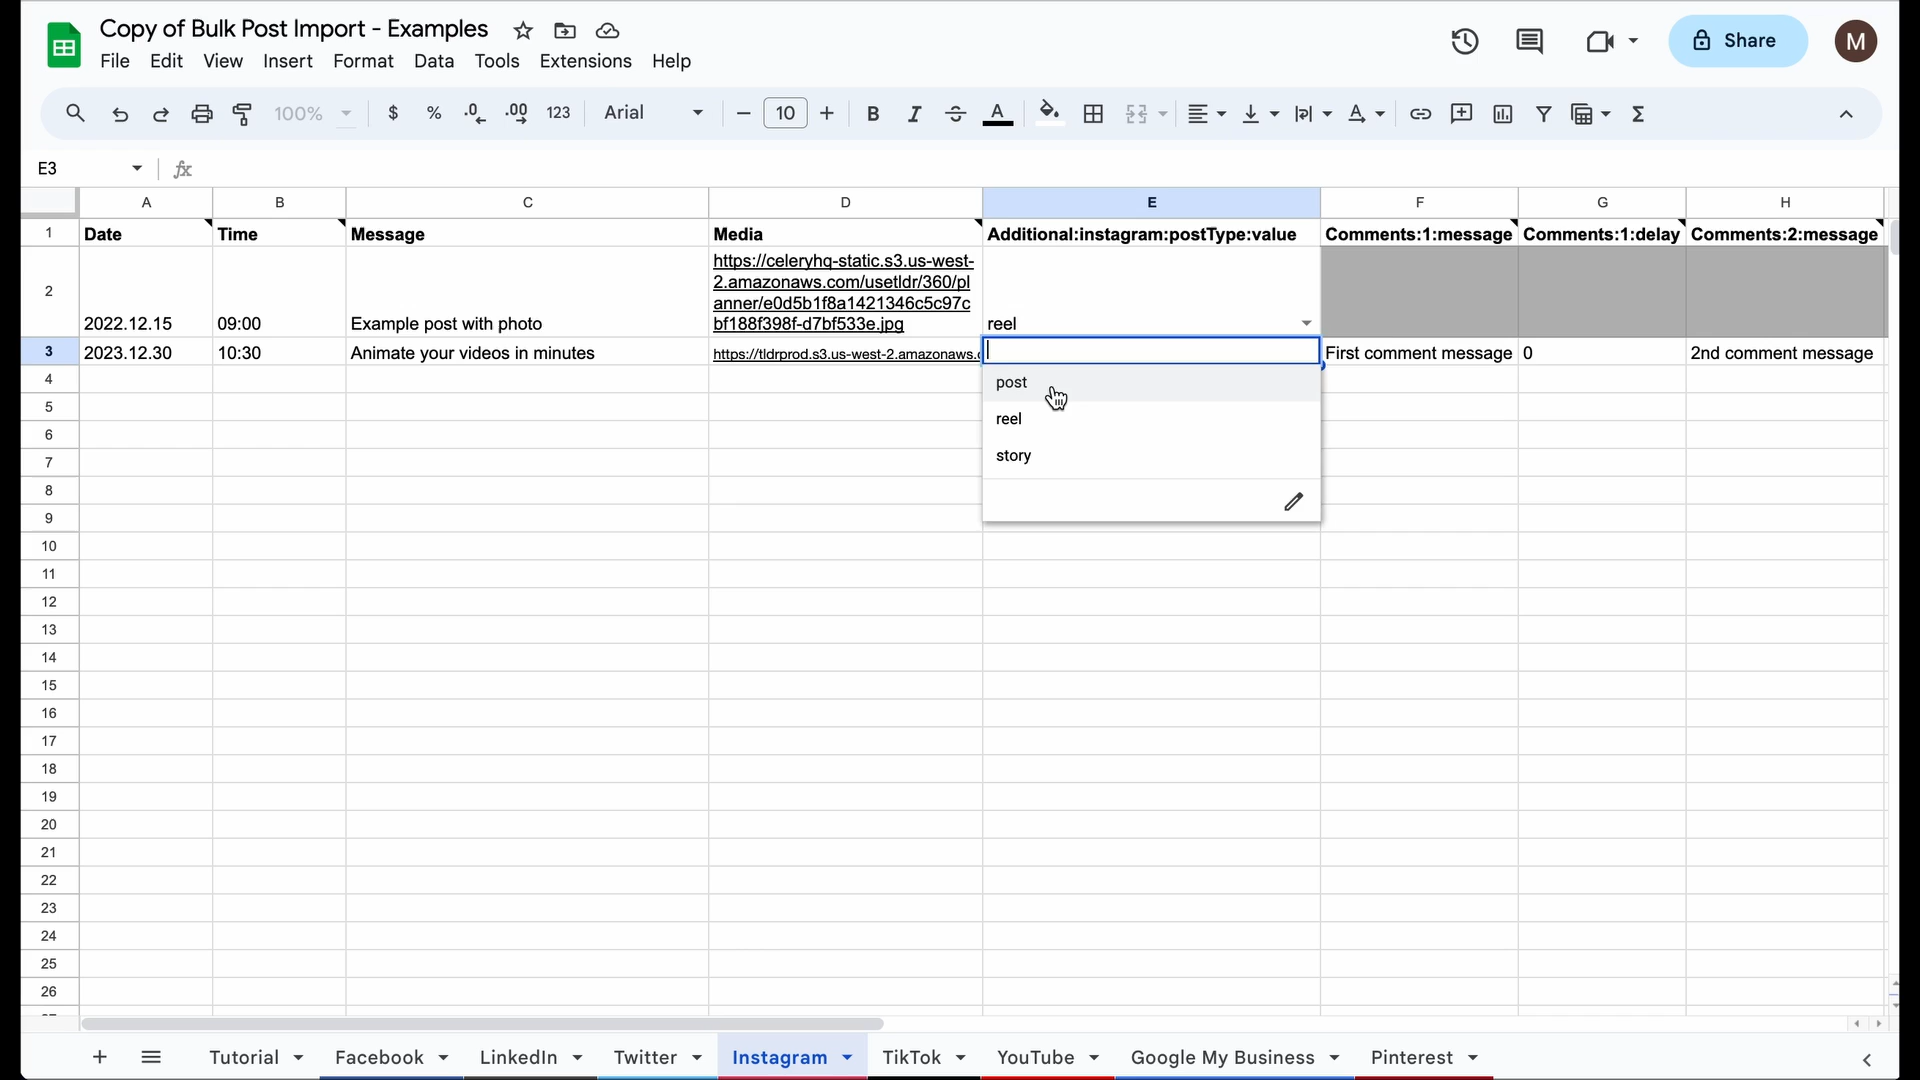 Copy of Bulk Post Import - Examples
File Edit View Insert Format Data Tools Extensions Help
Share
M
100%
$ % .0 .00 123
Arial
10
B I A
E3
fx
A B C D E F G H
1 Date Time Message Media Additional:instagram:postType:value Comments:1:message Comments:1:delay Comments:2:message
https://celeryhq-static.s3.us-west-
2.amazonaws.com/usetldr/360/pl
anner/e0d5b1f8a1421346c5c97c
2 2022.12.15 09:00 Example post with photo bf188f398f-d7bf533e.jpg reel
3 2023.12.30 10:30 Animate your videos in minutes https://tldrprod.s3.us-west-2.amazonaws.c First comment message 0 2nd comment message
4
post
5
reel
6
story
7
8
9
10
11
12
13
14
15
16
17
18
19
20
21
22
23
24
25
26
Tutorial Facebook LinkedIn Twitter Instagram TikTok YouTube Google My Business Pinterest